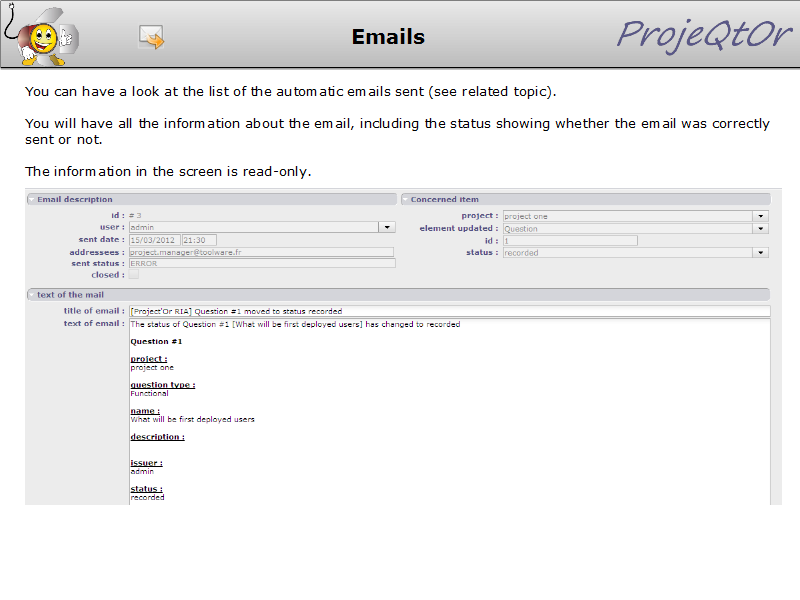 Emails
ProjeQtOr
You can have a look at the list of the automatic emails sent (see related topic).
You will have all the information about the email, including the status showing whether the email was correctly
sent or not.
The information in the screen is read-only.
Email description
id : # 3
user : admin
sent date : 15/03/2012 21:30
addressees : project.manager@toolware.fr
sent status : ERROR
closed :
Concerned item
project : project one
element updated : Question
id : 1
status : recorded
text of the mail
title of email : [Project'Or RIA] Question #1 moved to status recorded
text of email : The status of Question #1 [What will be first deployed users] has changed to recorded
Question #1
project :
project one
question type :
Functional
name :
What will be first deployed users
description :
issuer :
admin
status :
recorded